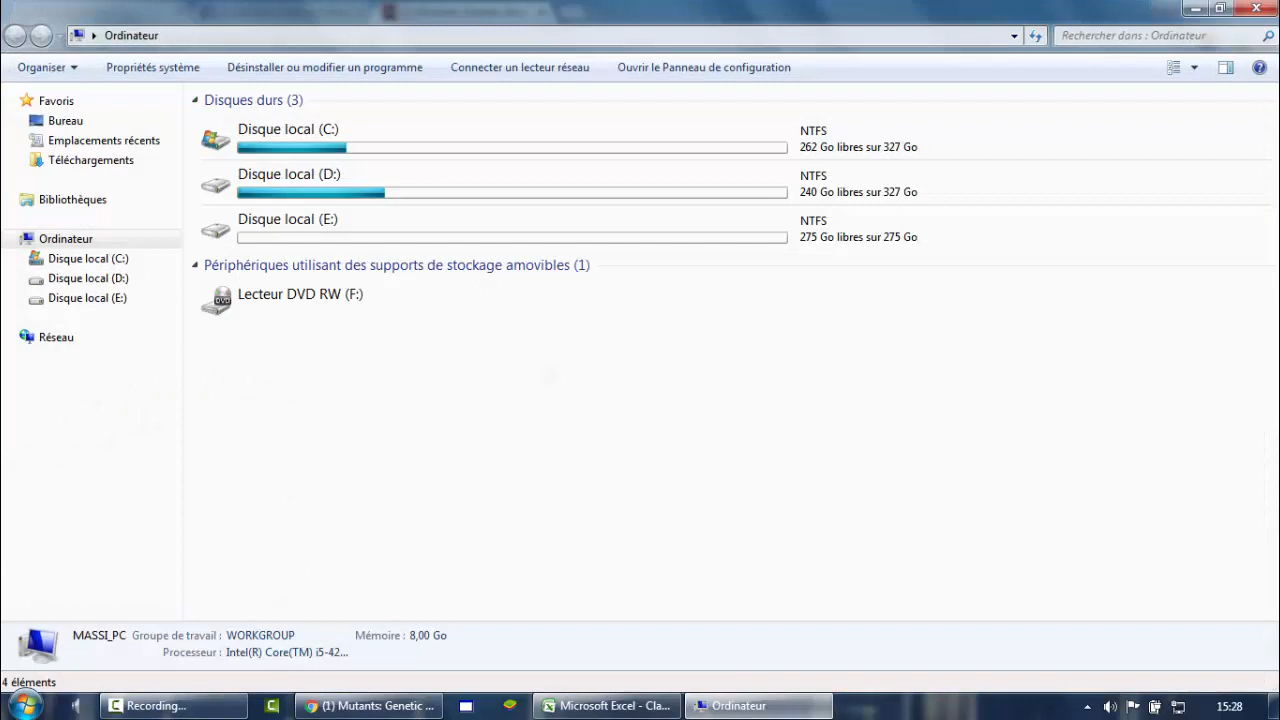 Ordinateur
Rechercher dans : Ordinateur
Organiser
Propriétés système
Désinstaller ou modifier un programme
Connecter un lecteur réseau
Ouvrir le Panneau de configuration
Favoris
Bureau
Emplacements récents
Téléchargements
Bibliothèques
Ordinateur
Disque local (C:)
Disque local (D:)
Disque local (E:)
Réseau
Disques durs (3)
Disque local (C:)
NTFS
262 Go libres sur 327 Go
Disque local (D:)
NTFS
240 Go libres sur 327 Go
Disque local (E:)
NTFS
275 Go libres sur 275 Go
Périphériques utilisant des supports de stockage amovibles (1)
Lecteur DVD RW (F:)
DVD
MASSI_PC Groupe de travail : WORKGROUP Mémoire : 8,00 Go
Processeur : Intel(R) Core(TM) i5-42...
4 éléments
Recording...
(1) Mutants: Genetic ...
Microsoft Excel - Cla...
Ordinateur
15:28